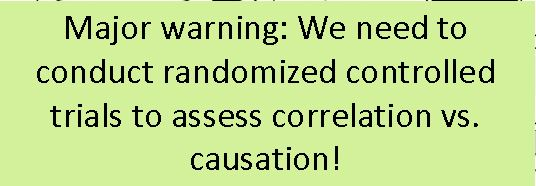 Major warning: We need to
conduct randomized controlled
trials to assess correlation vs.
causation!